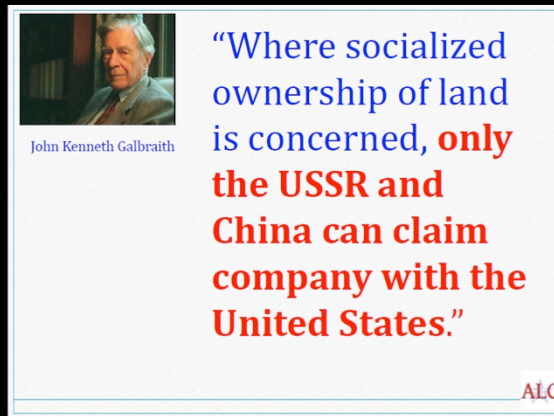 “Where socialized
ownership of land
is concerned, only
the USSR and
China can claim
company with the
United States.”
John Kenneth Galbraith
ALC